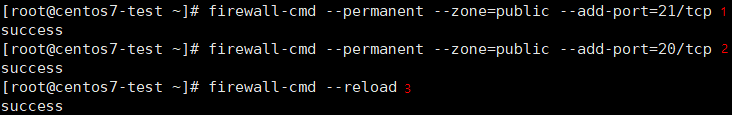 [root@centos7-test ~]# firewall-cmd --permanent --zone=public --add-port=21/tcp 1
success
[root@centos7-test ~]# firewall-cmd --permanent --zone=public --add-port=20/tcp 2
success
[root@centos7-test ~]# firewall-cmd --reload 3
success